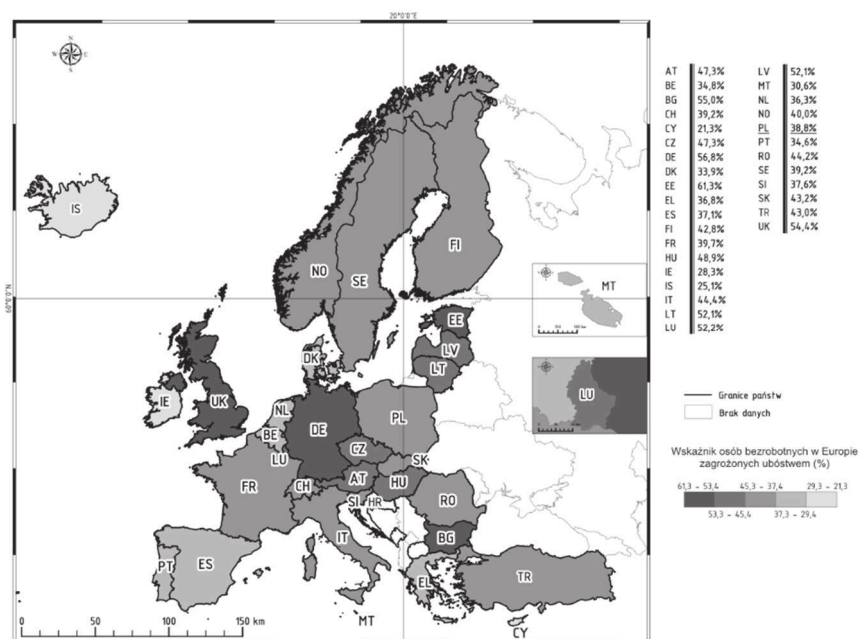 20°0'0"E
N
W
E
S
60°0'0"N
IS
NO
SE
FI
EE
LV
LT
DK
IE
UK
NL
BE
LU
DE
PL
CZ
SK
AT
HU
CH
FR
SI
HR
RO
IT
BG
PT
ES
EL
TR
MT
CY
0 50 100 150 km
MT
LU
AT 47,3%
BE 34,8%
BG 55,0%
CH 39,2%
CY 21,3%
CZ 47,3%
DE 56,8%
DK 33,9%
EE 61,3%
EL 36,8%
ES 37,1%
FI 42,8%
FR 39,7%
HU 48,9%
IE 28,3%
IS 25,1%
IT 44,4%
LT 52,1%
LU 52,2%
LV 52,1%
MT 30,6%
NL 36,3%
NO 40,0%
PL 38,8%
PT 34,6%
RO 44,2%
SE 39,2%
SI 37,6%
SK 43,2%
TR 43,0%
UK 54,4%
Granice państw
Brak danych
Wskaźnik osób bezrobotnych w Europie
zagrożonych ubóstwem (%)
61,3 – 53,4 45,3 – 37,4 29,3 – 21,3
53,3 – 45,4 37,3 – 29,4